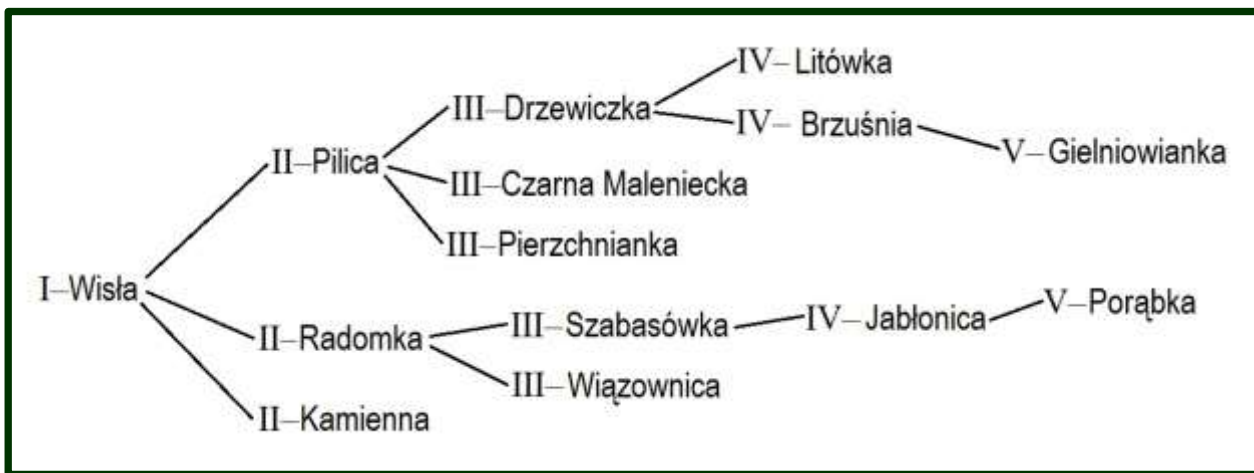 IV–Litówka
III–Drzewiczka
IV– Brzuśnia
V–Gielniowianka
II–Pilica
III–Czarna Maleniecka
III–Pierzchnianka
I–Wisła
V–Porąbka
III–Szabasówka
IV–Jabłonica
II–Radomka
III–Wiązownica
II–Kamienna